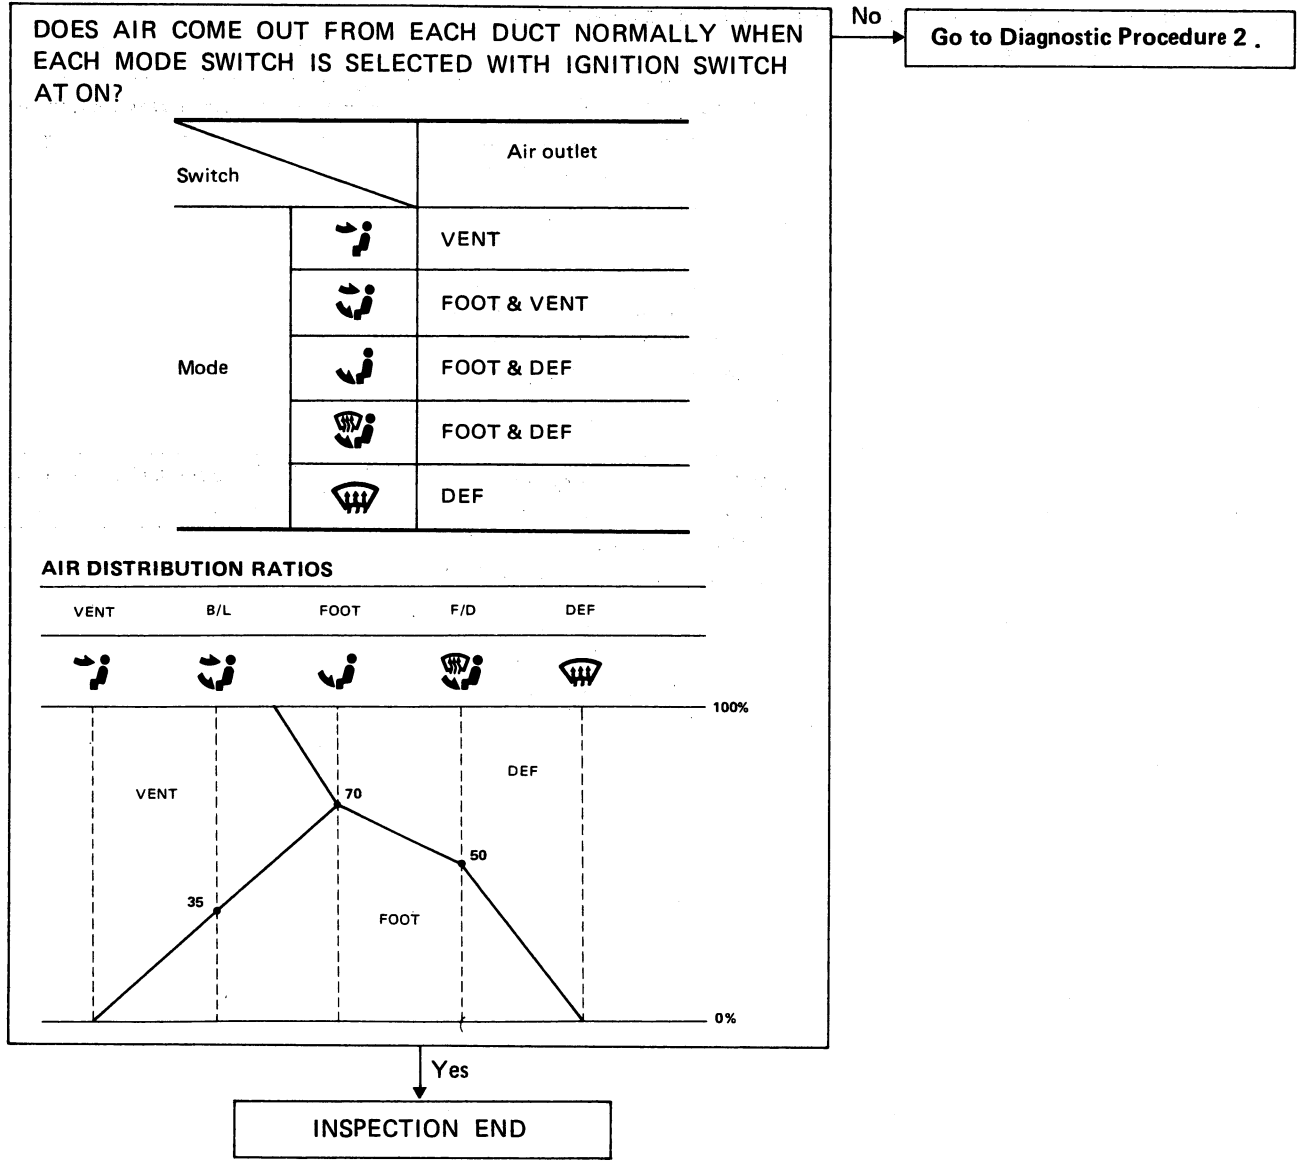 DOES AIR COME OUT FROM EACH DUCT NORMALLY WHEN
EACH MODE SWITCH IS SELECTED WITH IGNITION SWITCH
AT ON?
No
Go to Diagnostic Procedure 2 .
Switch
Air outlet
Mode
VENT
FOOT & VENT
FOOT & DEF
FOOT & DEF
DEF
AIR DISTRIBUTION RATIOS
VENT B/L FOOT F/D DEF
100%
VENT
DEF
70
50
35
FOOT
0%
Yes
INSPECTION END